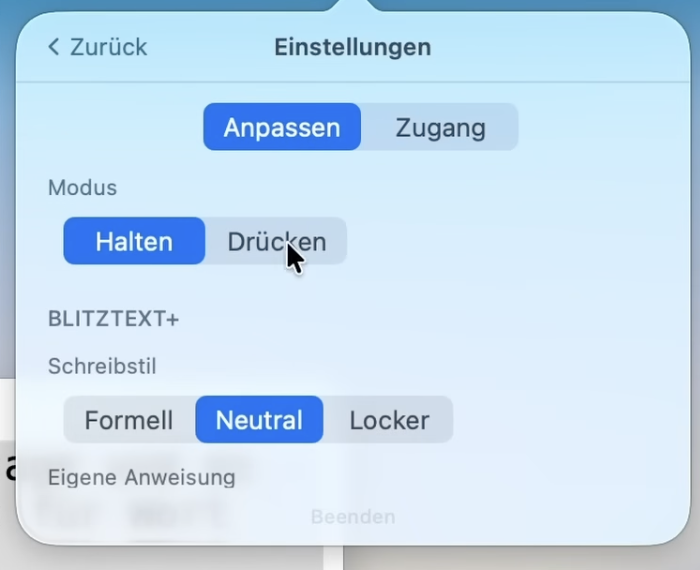 Zurück Einstellungen
Anpassen Zugang
Modus
Halten Drücken
BLITZTEXT+
Schreibstil
Formell Neutral Locker
Eigene Anweisung
Beenden